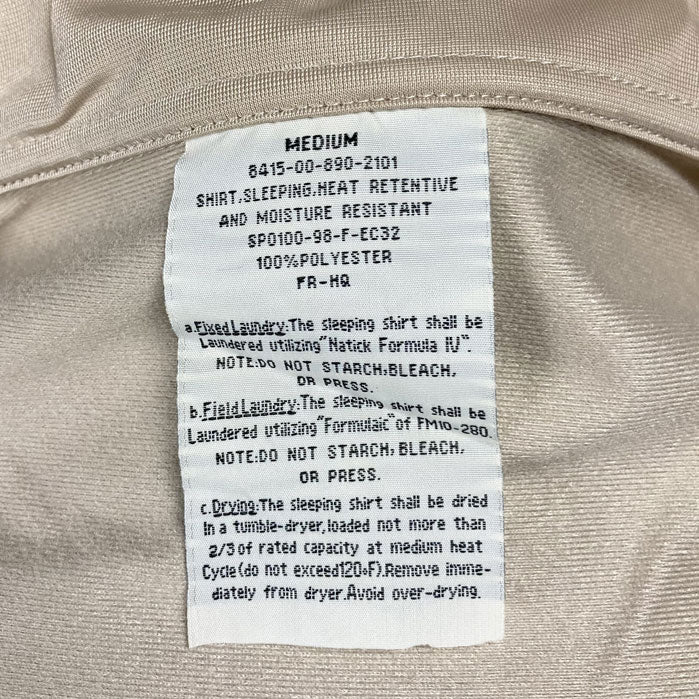 MEDIUM
8415-00-890-2101
SHIRT,SLEEPING,HEAT RETENTIVE
AND MOISTURE RESISTANT
SPO100-98-F-EC32
100%POLYESTER
FR-HQ
a.Fixed Laundry:The sleeping shirt shall be
Laundered utilizing"Natick Formula IV".
NOTE:DO NOT STARCH,BLEACH,
OR PRESS.
b.Field Laundry:The sleeping shirt shall be
Laundered utilizing"Formulaic" of FM10-280.
NOTE:DO NOT STARCH, BLEACH,
OR PRESS.
c.Drying:The sleeping shirt shall be dried
In a tumble-dryer,loaded not more than
2/3 of rated capacity at medium heat
Cycle(do not exceed120°F).Remove imme-
diately from dryer.Avoid over-drying.